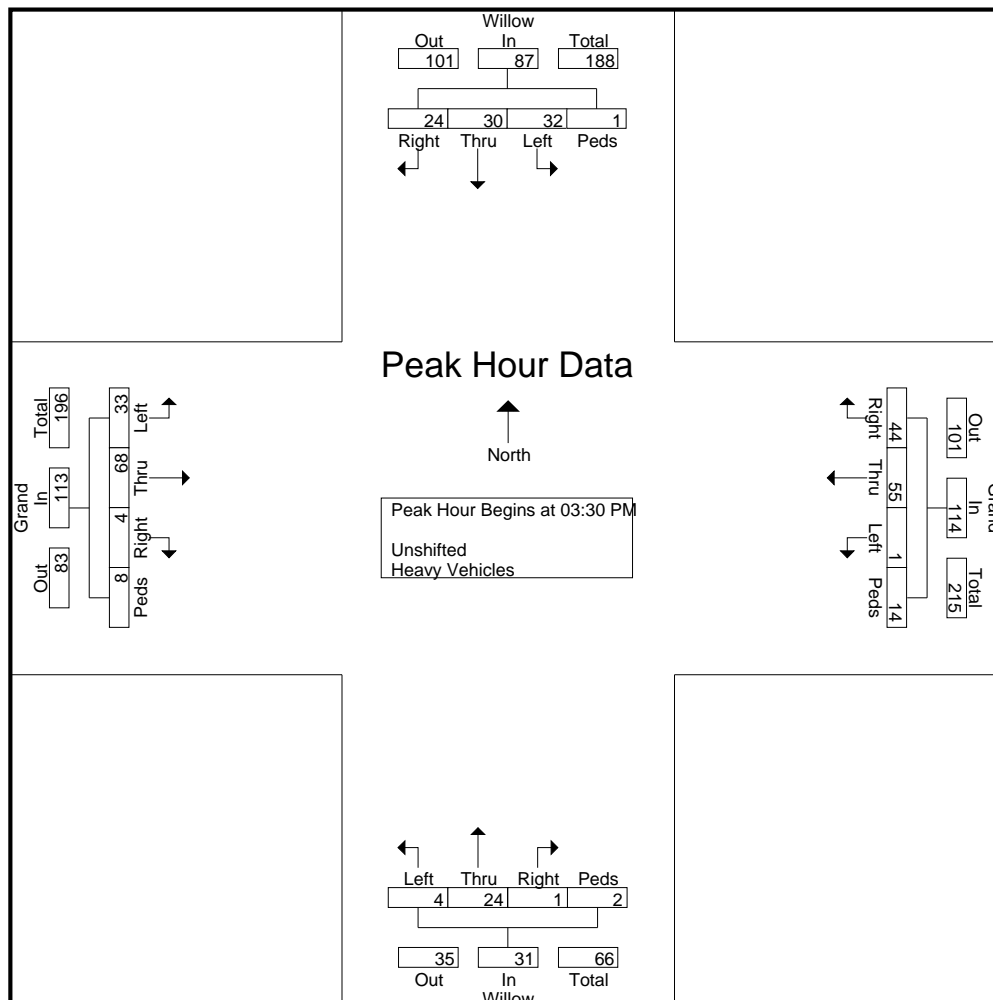 Willow
Out In Total
101 87 188
24 30 32 1
Right Thru Left Peds
Peak Hour Data
North
Peak Hour Begins at 03:30 PM
Unshifted
Heavy Vehicles
Grand
Total In Out
196 113 83
33 68 4 8
Left Thru Right Peds
Right Thru Left Peds
44 55 1 14
Out In Total
101 114 215
Grand
Left Thru Right Peds
4 24 1 2
35 31 66
Out In Total
Willow